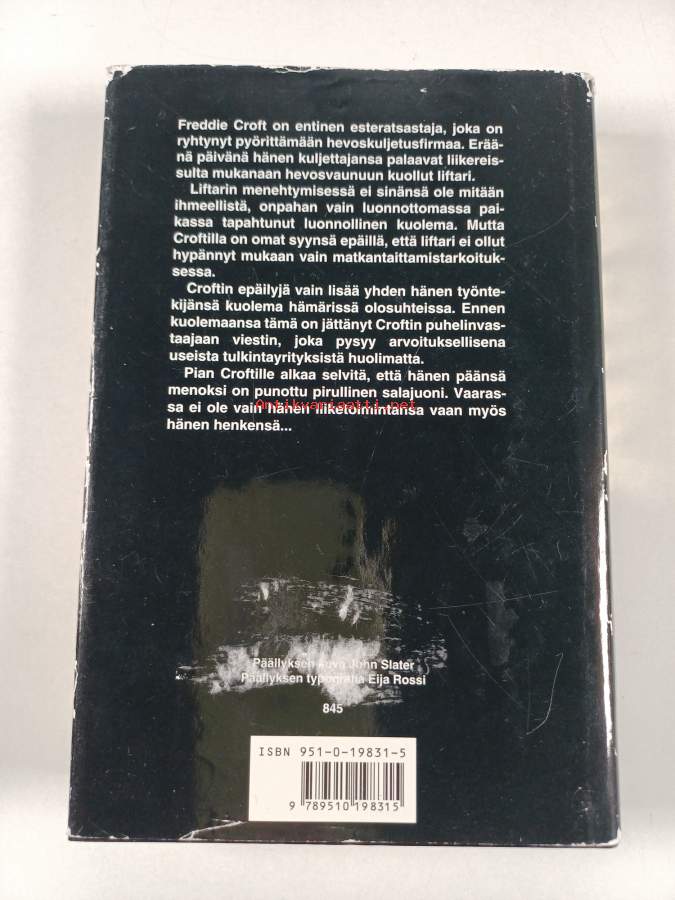 Freddie Croft on entinen esteratsastaja, joka on
ryhtynyt pyörittämään hevoskuljetusfirmaa. Erää-
nä päivänä hänen kuljettajansa palaavat liikereis-
sulta mukanaan hevosvaunuun kuollut liftari.
Liftarin menehtymisessä ei sinänsä ole mitään
ihmeellistä, onpahan vain luonnottomassa pai-
kassa tapahtunut luonnollinen kuolema. Mutta
Croftilla on omat syynsä epäillä, että liftari ei ollut
hypännyt mukaan vain matkantaittamistarkoituk-
sessa.
Croftin epäilyjä vain lisää yhden hänen työnte-
kijänsä kuolema hämärissä olosuhteissa. Ennen
kuolemaansa tämä on jättänyt Croftin puhelinvas-
taajaan viestin, joka pysyy arvoituksellisena
useista tulkintayrityksistä huolimatta.
Pian Croftille alkaa selvitä, että hänen päänsä
menoksi on punottu pirullinen salajuoni. Vaaras-
Antikvariaatti.net
sa ei ole vain hänen liiketoimintansa vaan myös
hänen henkensä...
Päällyksen kuva John Slater
Päällyksen typografia Eija Rossi
845
ISBN 951-0-19831-5
9 789510 198315